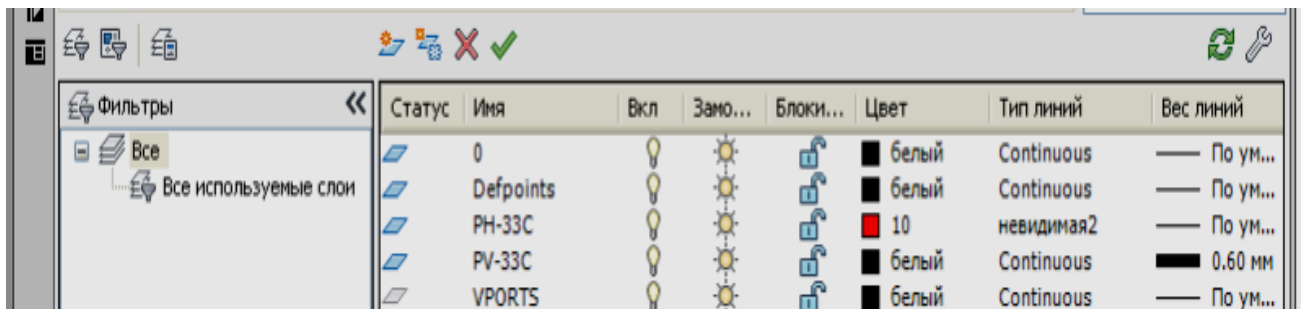 Фильтры
Статус Имя Вкл Замо... Блоки... Цвет Тип линий Вес линий
Все
Все используемые слои
0 белый Continuous По ум...
Defpoints белый Continuous По ум...
PH-33C 10 невидимая2 По ум...
PV-33C белый Continuous 0.60 мм
VPORTS белый Continuous По ум...